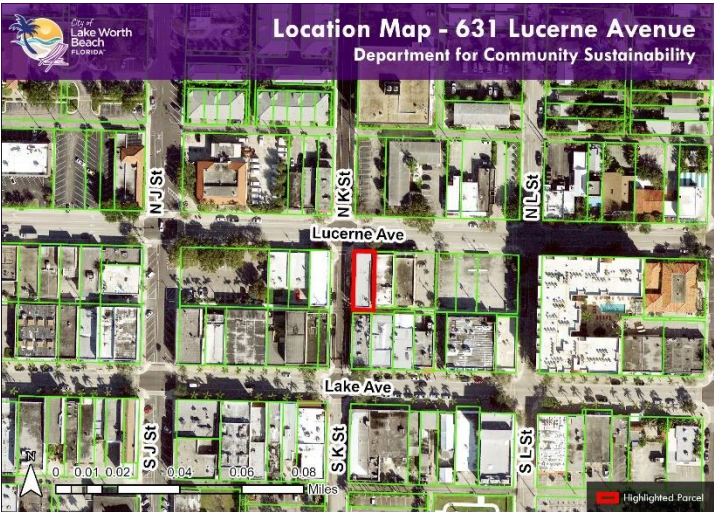 City of
Lake Worth
Beach
FLORIDA
Location Map - 631 Lucerne Avenue
Department for Community Sustainability
N J St
N K St
N L St
Lucerne Ave
Lake Ave
S J St
S K St
S L St
N
0 0.01 0.02 0.04 0.06 0.08
Miles
Highlighted Parcel